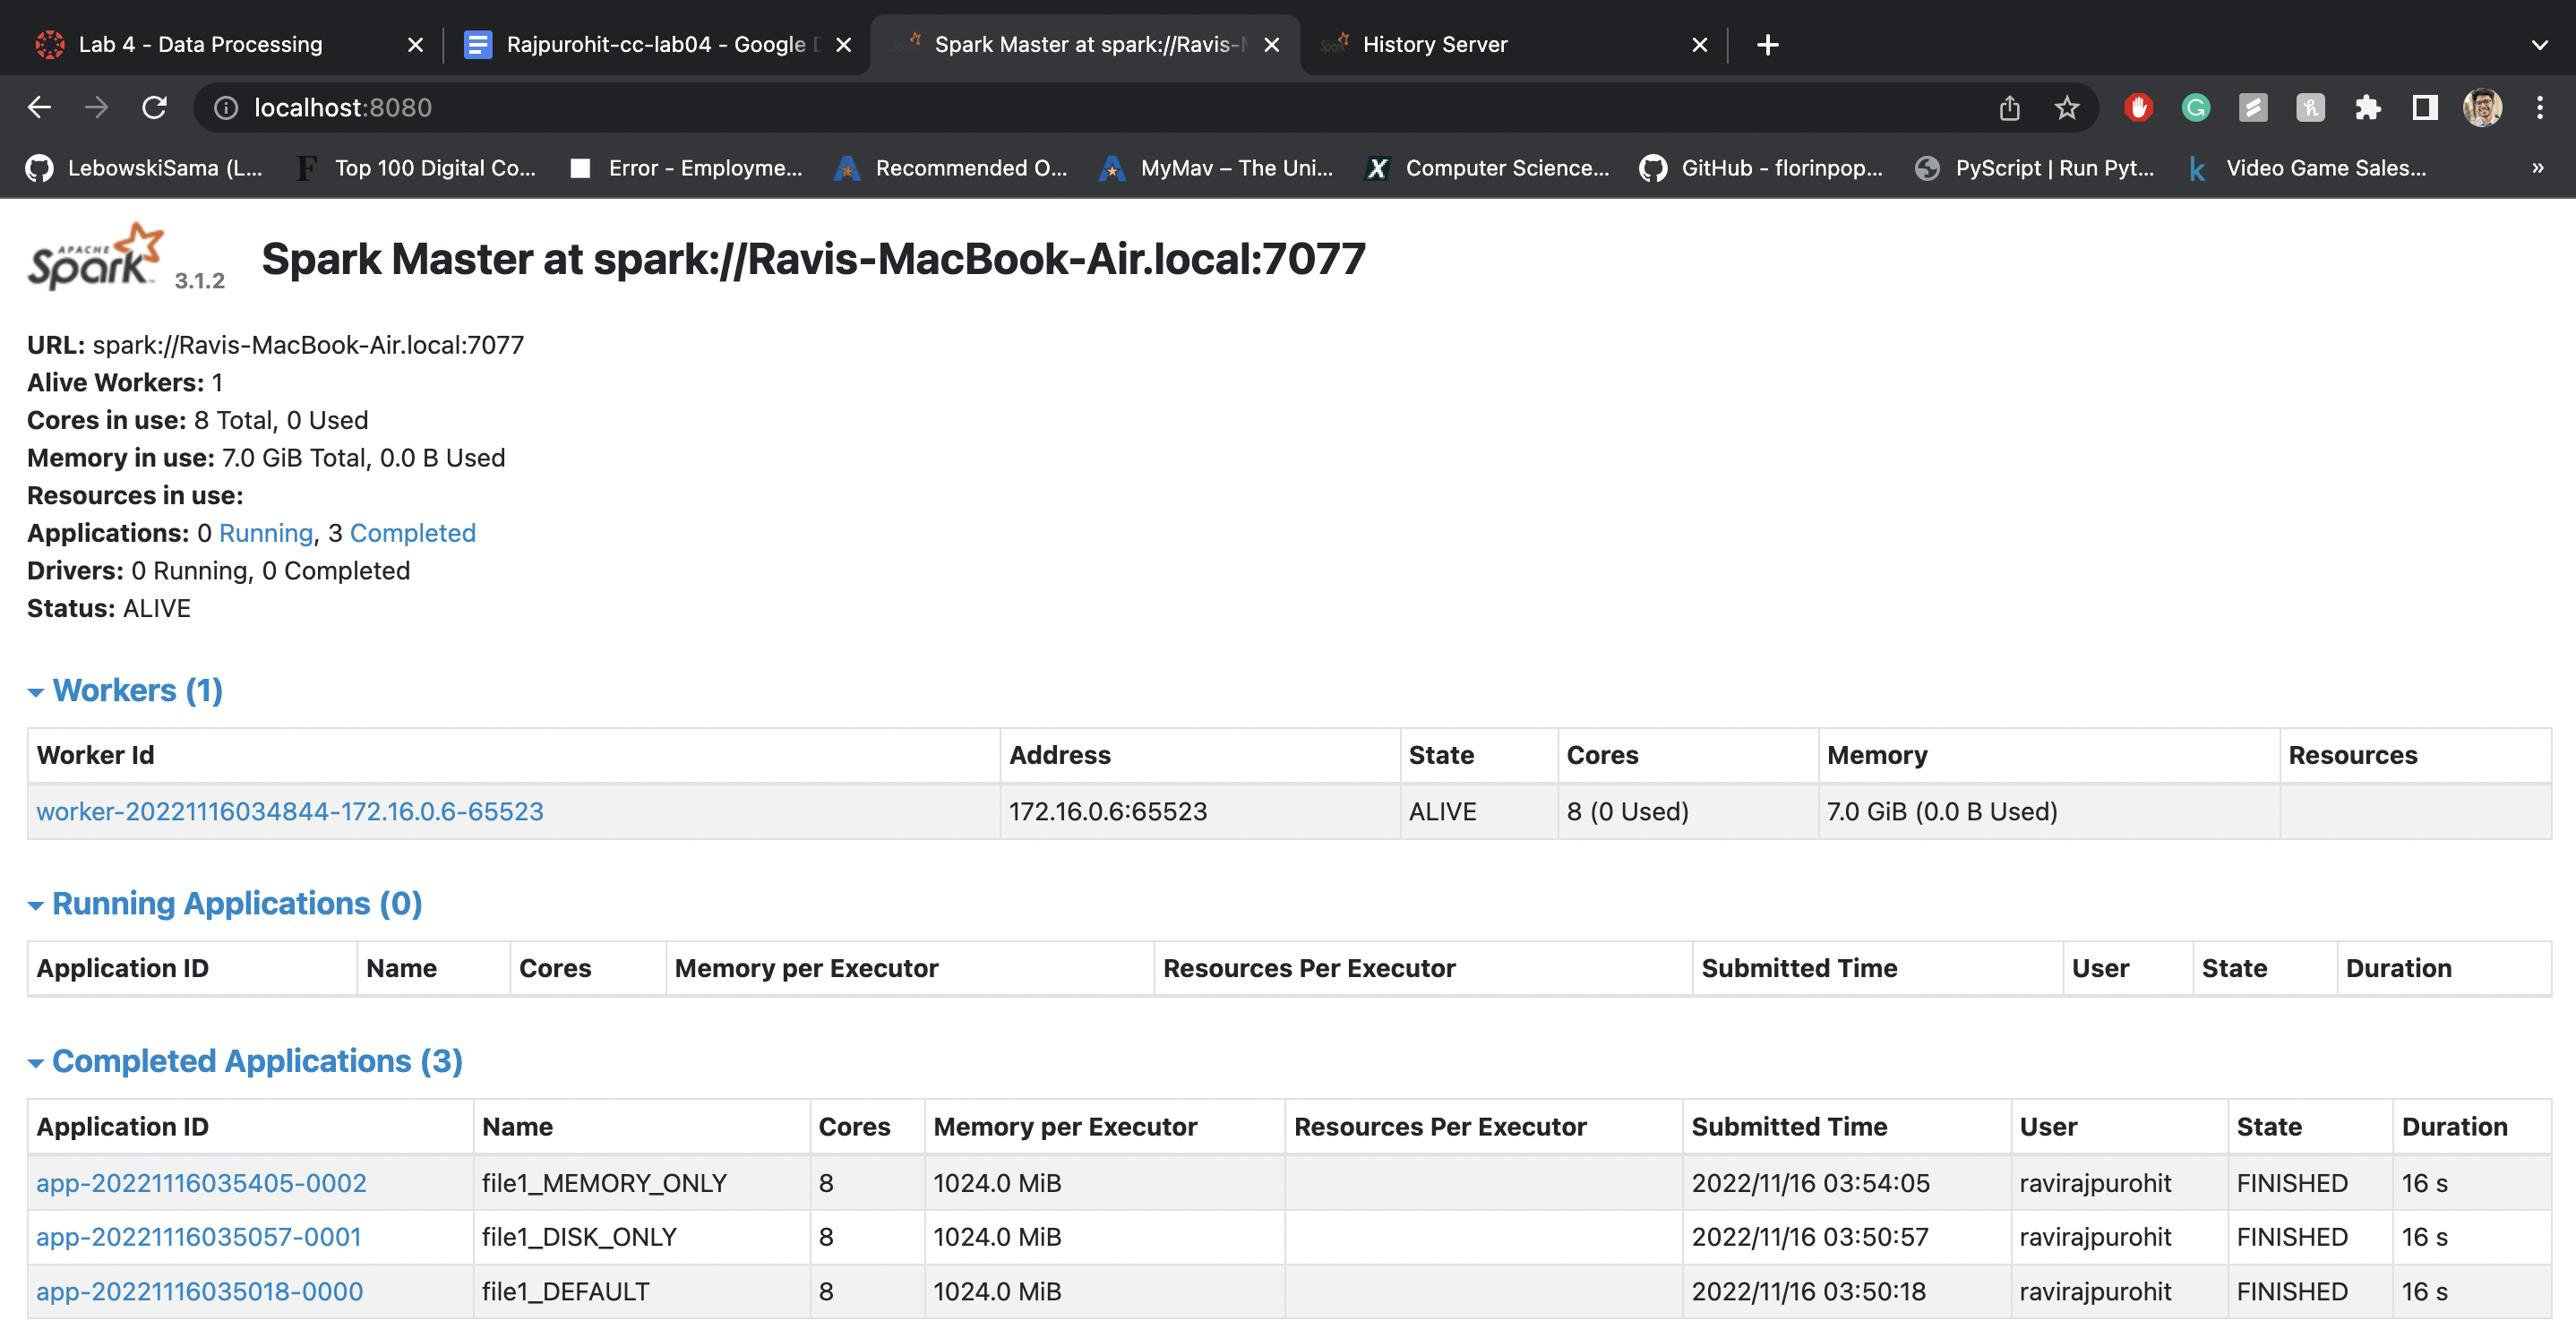 Lab 4 - Data Processing
Rajpurohit-cc-lab04 - Google D
Spark Master at spark://Ravis-M
History Server
localhost:8080
LebowskiSama (L...
Top 100 Digital Co...
Error - Employme...
Recommended O...
MyMav – The Uni...
Computer Science...
GitHub - florinpop...
PyScript | Run Pyt...
Video Game Sales...
»
APACHE
Spark
3.1.2
Spark Master at spark://Ravis-MacBook-Air.local:7077
URL: spark://Ravis-MacBook-Air.local:7077
Alive Workers: 1
Cores in use: 8 Total, 0 Used
Memory in use: 7.0 GiB Total, 0.0 B Used
Resources in use:
Applications: 0 Running, 3 Completed
Drivers: 0 Running, 0 Completed
Status: ALIVE
Workers (1)
Worker Id Address State Cores Memory Resources
worker-20221116034844-172.16.0.6-65523 172.16.0.6:65523 ALIVE 8 (0 Used) 7.0 GiB (0.0 B Used)
Running Applications (0)
Application ID Name Cores Memory per Executor Resources Per Executor Submitted Time User State Duration
Completed Applications (3)
Application ID Name Cores Memory per Executor Resources Per Executor Submitted Time User State Duration
app-20221116035405-0002 file1_MEMORY_ONLY 8 1024.0 MiB 2022/11/16 03:54:05 ravirajpurohit FINISHED 16 s
app-20221116035057-0001 file1_DISK_ONLY 8 1024.0 MiB 2022/11/16 03:50:57 ravirajpurohit FINISHED 16 s
app-20221116035018-0000 file1_DEFAULT 8 1024.0 MiB 2022/11/16 03:50:18 ravirajpurohit FINISHED 16 s